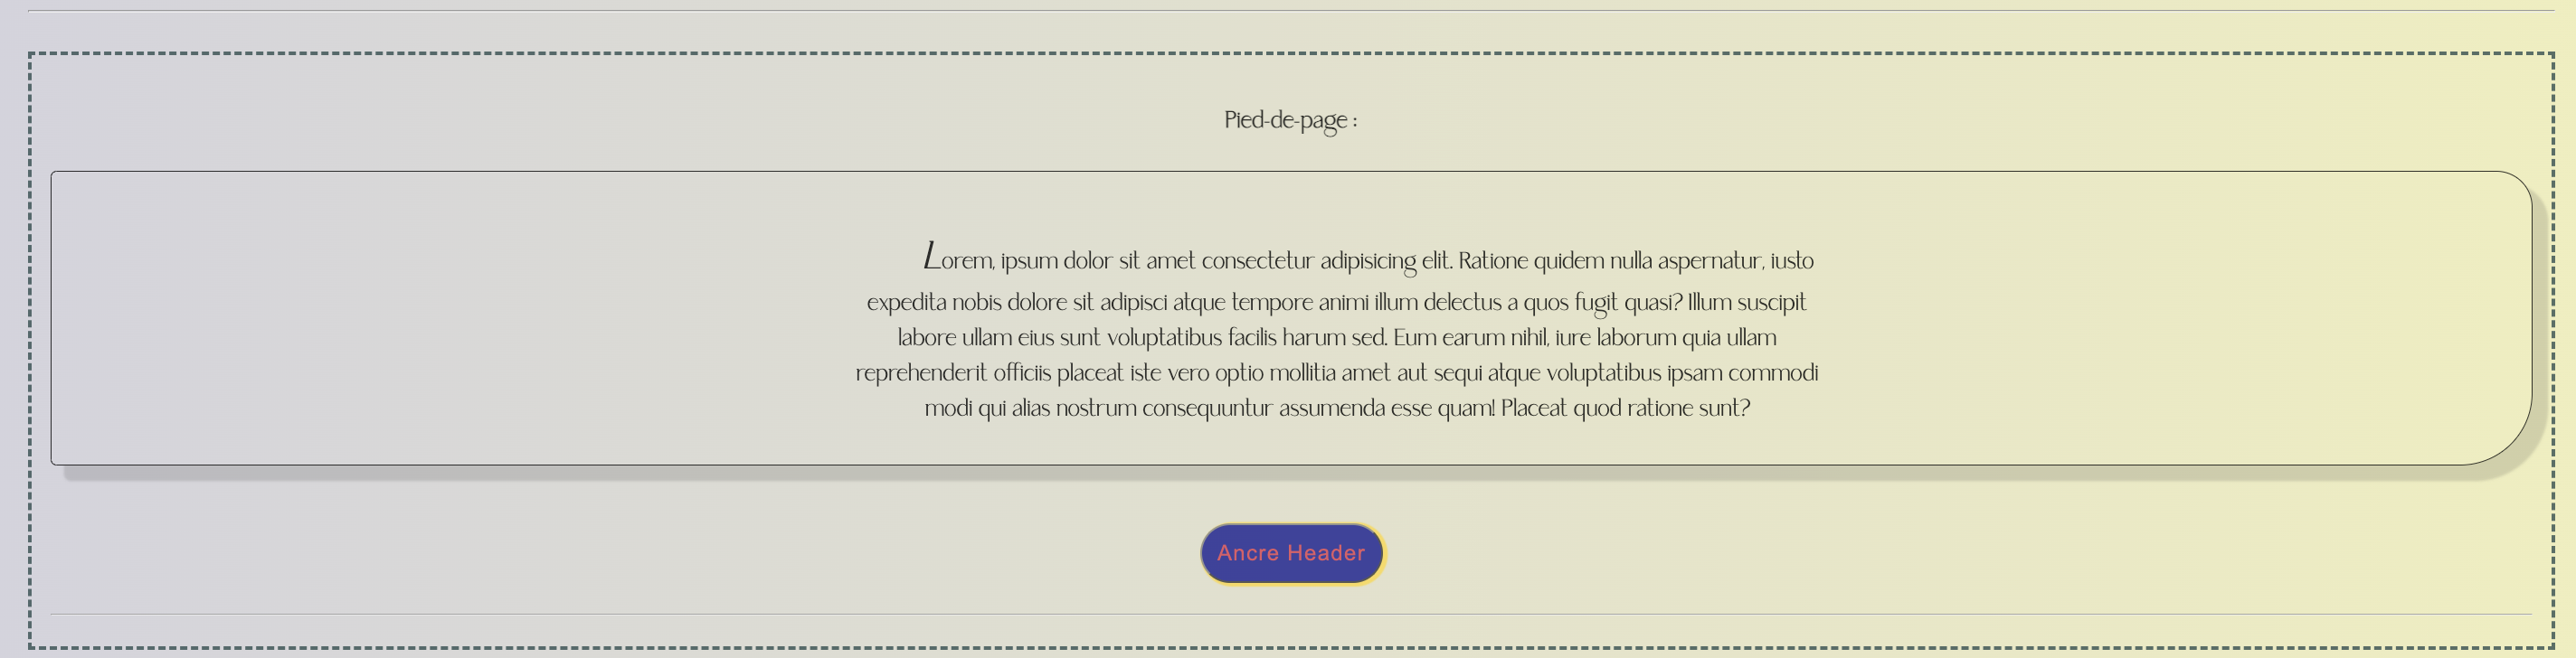 Pied-de-page :
Lorem, ipsum dolor sit amet consectetur adipisicing elit. Ratione quidem nulla aspernatur, iusto
expedita nobis dolore sit adipisci atque tempore animi illum delectus a quos fugit quasi? Illum suscipit
labore ullam eius sunt voluptatibus facilis harum sed. Eum earum nihil, iure laborum quia ullam
reprehenderit officiis placeat iste vero optio mollitia amet aut sequi atque voluptatibus ipsam commodi
modi qui alias nostrum consequuntur assumenda esse quam! Placeat quod ratione sunt?
Ancre Header